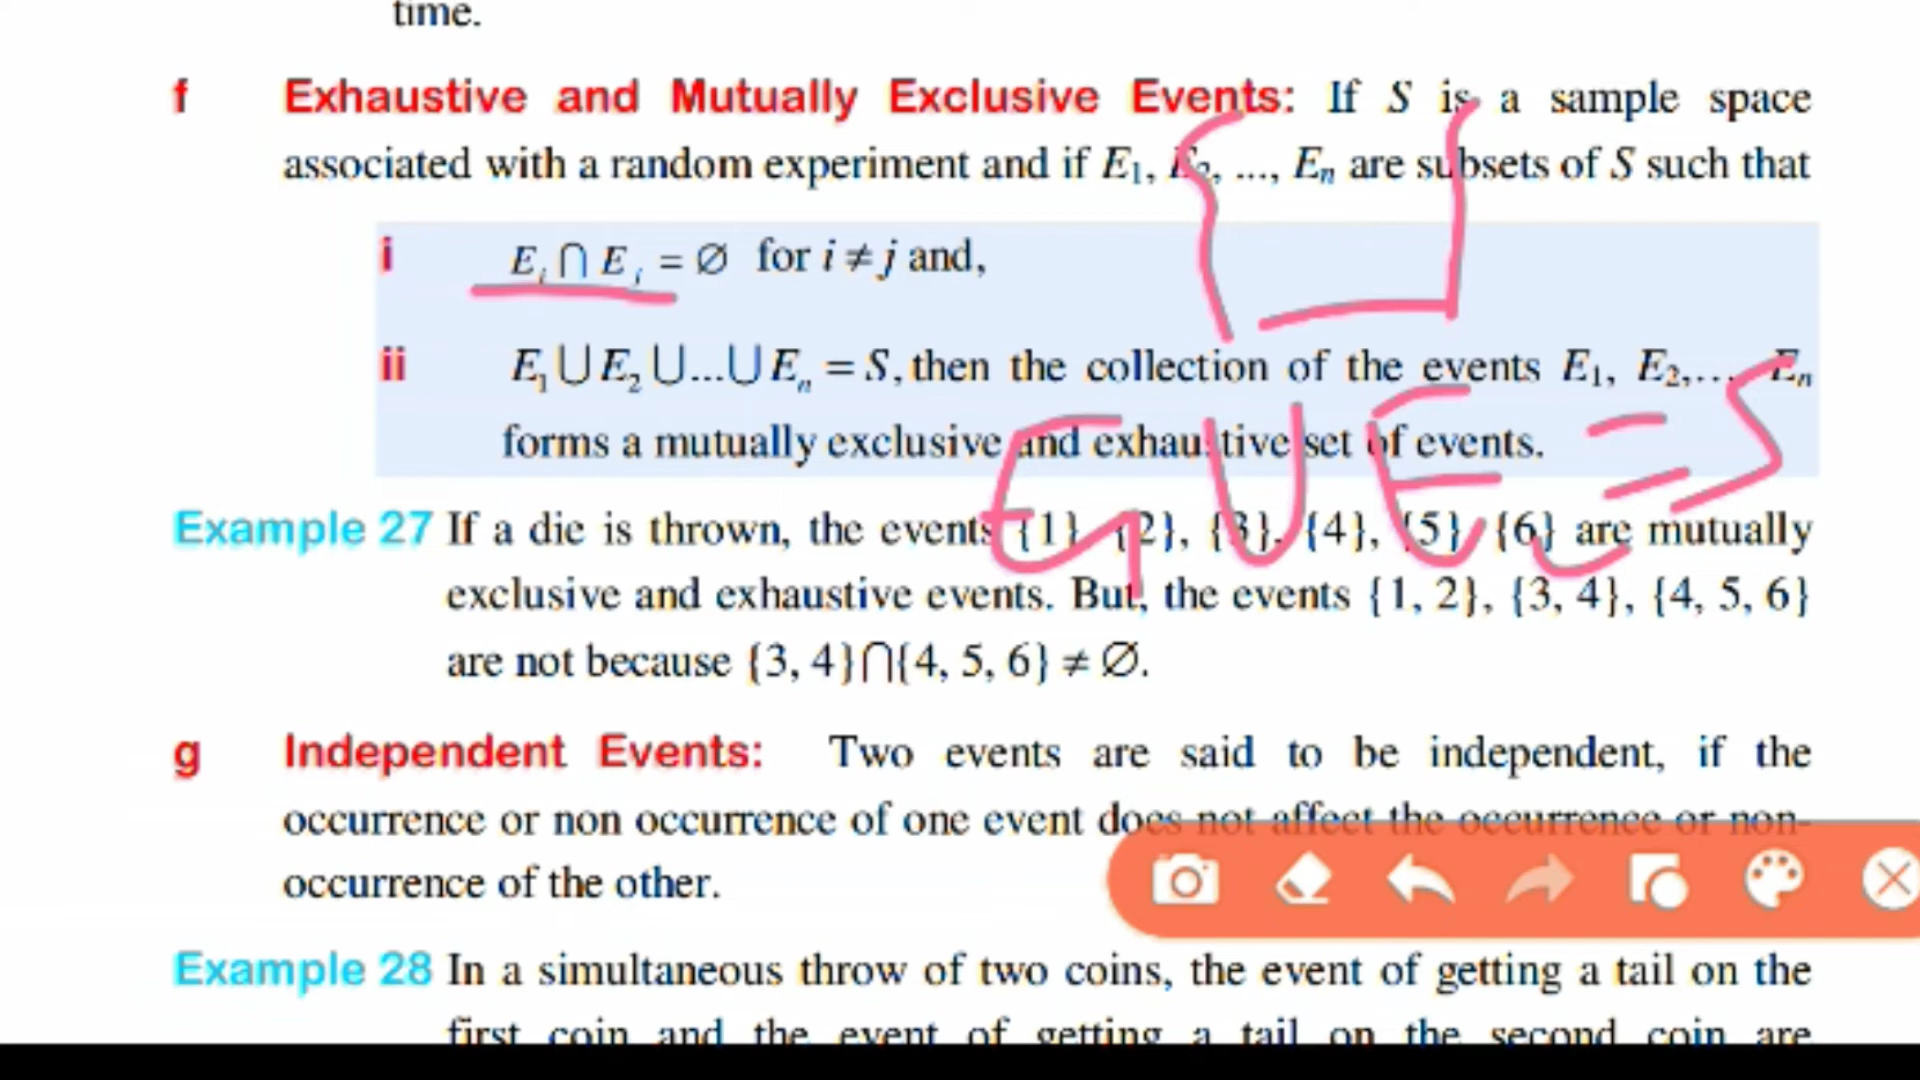 time.
f Exhaustive and Mutually Exclusive Events: If S is a sample space
associated with a random experiment and if E₁, E₂, ..., Eₙ are subsets of S such that
i Eᵢ ∩ Eⱼ = ∅ for i ≠ j and,
ii E₁ ∪ E₂ ∪ ... ∪ Eₙ = S, then the collection of the events E₁, E₂,... Eₙ
forms a mutually exclusive and exhaustive set of events.
E₁ U E₂ = S
Example 27 If a die is thrown, the events {1}, {2}, {3}, {4}, {5}, {6} are mutually
exclusive and exhaustive events. But, the events {1, 2}, {3, 4}, {4, 5, 6}
are not because {3, 4}∩{4, 5, 6} ≠ ∅.
g Independent Events: Two events are said to be independent, if the
occurrence or non occurrence of one event does not affect the occurrence or non-
occurrence of the other.
Example 28 In a simultaneous throw of two coins, the event of getting a tail on the
first coin and the event of getting a tail on the second coin are